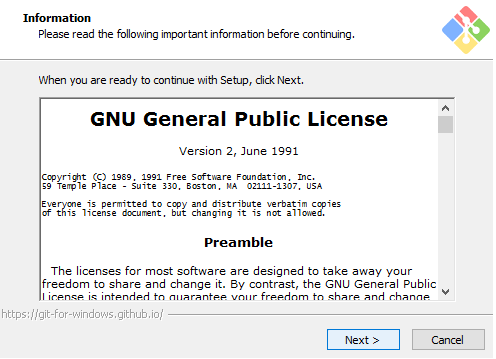 Information
Please read the following important information before continuing.
When you are ready to continue with Setup, click Next.
GNU General Public License
Version 2, June 1991
Copyright (C) 1989, 1991 Free Software Foundation, Inc.
59 Temple Place - Suite 330, Boston, MA  02111-1307, USA
Everyone is permitted to copy and distribute verbatim copies
of this license document, but changing it is not allowed.
Preamble
The licenses for most software are designed to take away your
freedom to share and change it. By contrast, the GNU General Public
License is intended to guarantee your freedom to share and change
https://git-for-windows.github.io/
Next >
Cancel